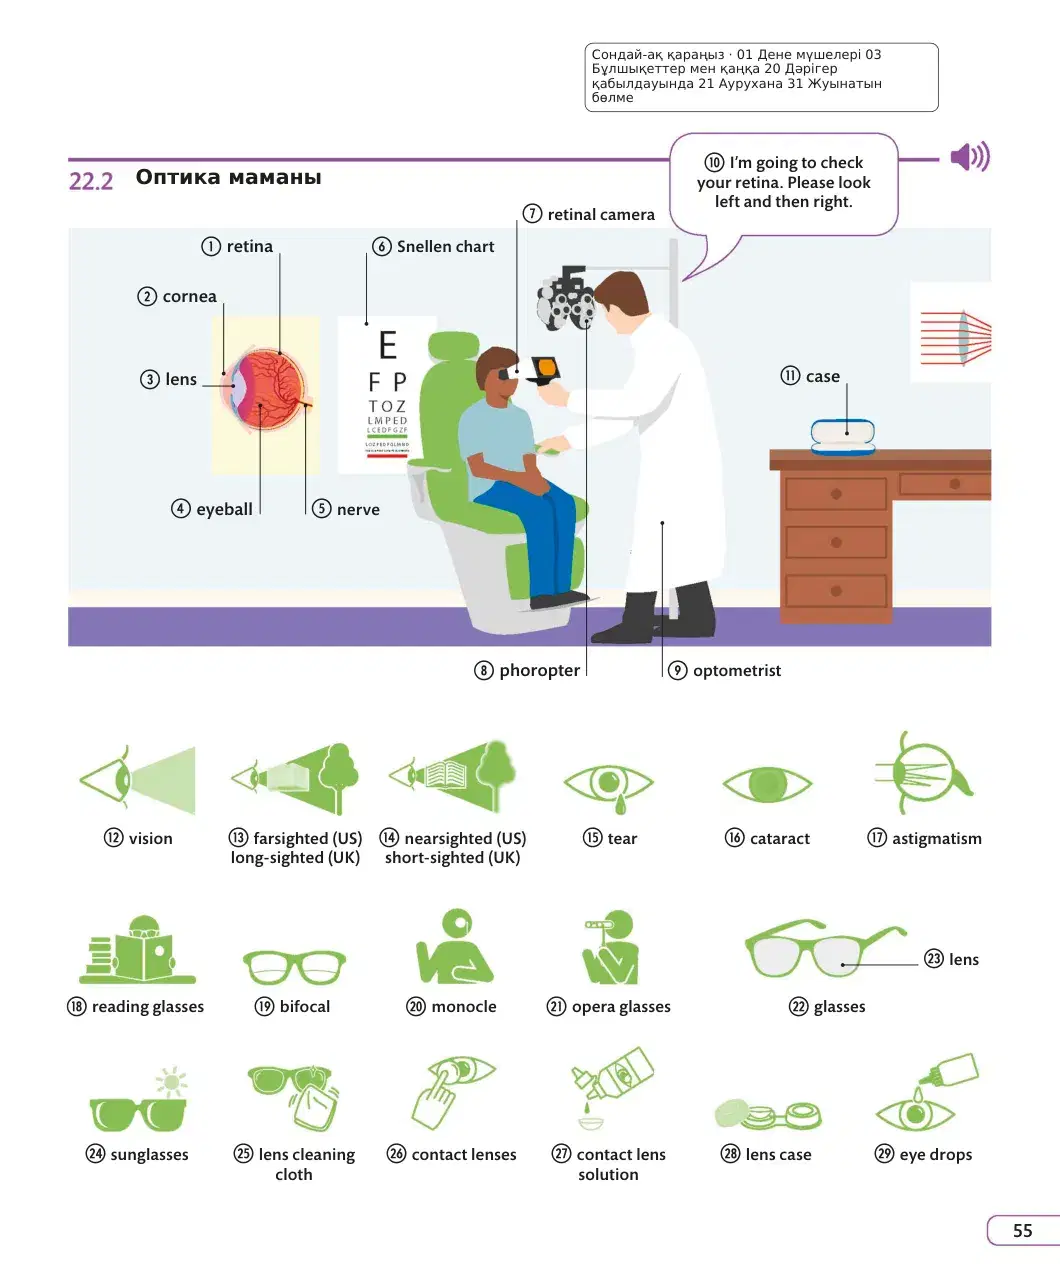 Сондай-ақ қараңыз · 01 Дене мүшелері 03
Бұлшықеттер мен қаңқа 20 Дәрігер
қабылдауында 21 Аурухана 31 Жуынатын
бөлме
22.2 Оптика маманы
⑩ I'm going to check
your retina. Please look
left and then right.
⑦ retinal camera
① retina
⑥ Snellen chart
② cornea
③ lens
⑪ case
E
F P
T O Z
L M P E D
L C E D F G Z F
④ eyeball
⑤ nerve
⑧ phoropter
⑨ optometrist
⑫ vision
⑬ farsighted (US)
long-sighted (UK)
⑭ nearsighted (US)
short-sighted (UK)
⑮ tear
⑯ cataract
⑰ astigmatism
⑱ reading glasses
⑲ bifocal
⑳ monocle
㉑ opera glasses
㉒ glasses
㉓ lens
㉔ sunglasses
㉕ lens cleaning
cloth
㉖ contact lenses
㉗ contact lens
solution
㉘ lens case
㉙ eye drops
55